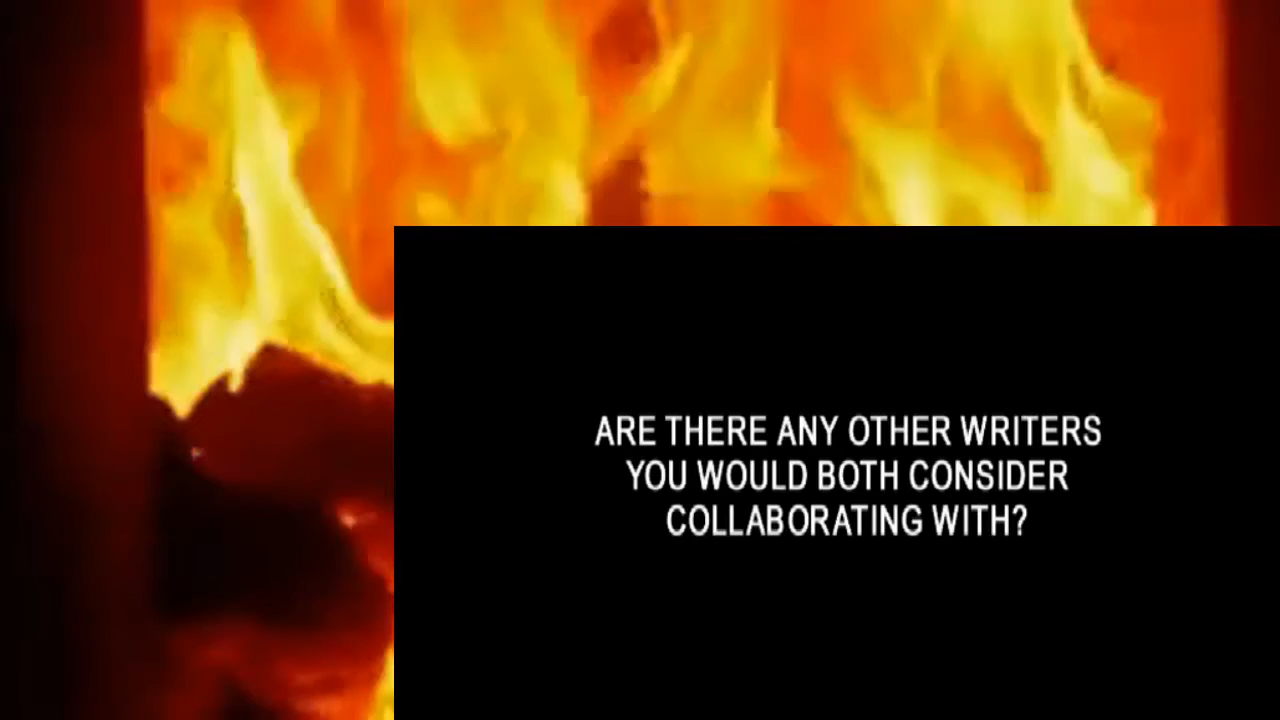 ARE THERE ANY OTHER WRITERS
YOU WOULD BOTH CONSIDER
COLLABORATING WITH?